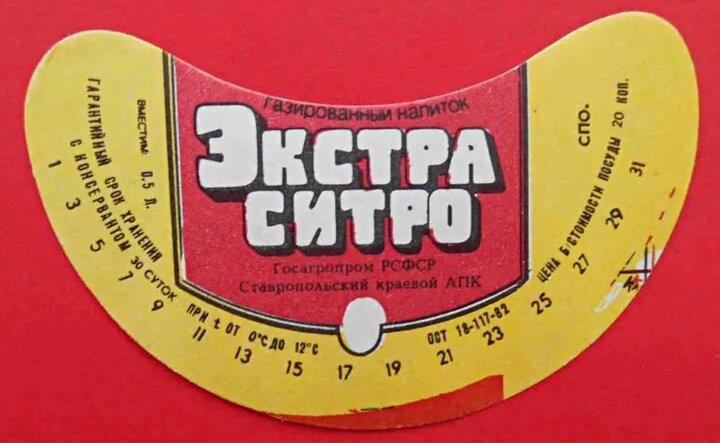 газированный напиток
ЭКСТРА
СИТРО
Госагропром РСФСР
Ставропольский краевой АПК
ВМЕСТИМ. 0,5 Л.
ГАРАНТИЙНЫЙ СРОК ХРАНЕНИЯ
С КОНСЕРВАНТОМ 30 СУТОК
ПРИ t ОТ 0°С ДО 12°С
ОСТ 18-117-82
ЦЕНА Б/СТОИМОСТИ ПОСУДЫ 20 КОП.
СПО.
1 3 5 7 9 11 13 15 17 19 21 23 25 27 29 31